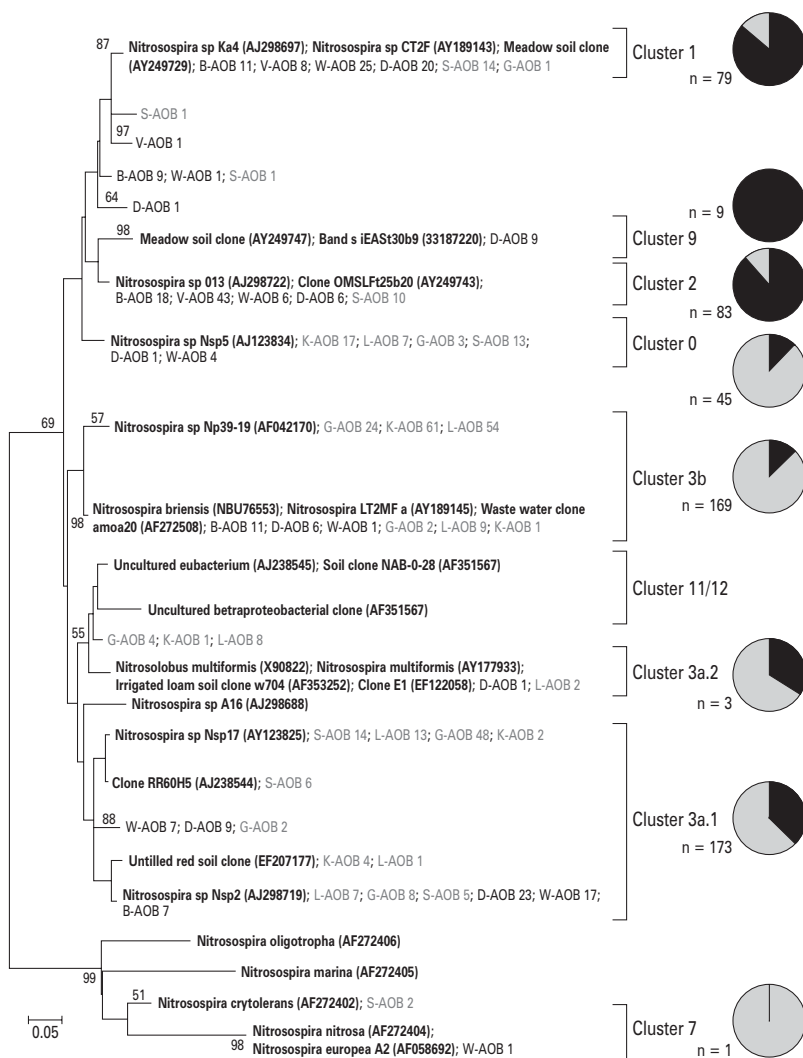 87
Nitrosospira sp Ka4 (AJ298697); Nitrosospira sp CT2F (AY189143); Meadow soil clone
(AY249729); B-AOB 11; V-AOB 8; W-AOB 25; D-AOB 20; S-AOB 14; G-AOB 1
Cluster 1
n = 79
S-AOB 1
97
V-AOB 1
B-AOB 9; W-AOB 1; S-AOB 1
64
D-AOB 1
n = 9
98
Meadow soil clone (AY249747); Band s iEASt30b9 (33187220); D-AOB 9
Cluster 9
Nitrosospira sp 013 (AJ298722); Clone OMSLFt25b20 (AY249743);
B-AOB 18; V-AOB 43; W-AOB 6; D-AOB 6; S-AOB 10
Cluster 2
n = 83
Nitrosospira sp Nsp5 (AJ123834); K-AOB 17; L-AOB 7; G-AOB 3; S-AOB 13;
D-AOB 1; W-AOB 4
Cluster 0
n = 45
69
57
Nitrosospira sp Np39-19 (AF042170); G-AOB 24; K-AOB 61; L-AOB 54
Cluster 3b
n = 169
98
Nitrosospira briensis (NBU76553); Nitrosospira LT2MF a (AY189145); Waste water clone
amoa20 (AF272508); B-AOB 11; D-AOB 6; W-AOB 1; G-AOB 2; L-AOB 9; K-AOB 1
Uncultured eubacterium (AJ238545); Soil clone NAB-0-28 (AF351567)
Cluster 11/12
Uncultured betraproteobacterial clone (AF351567)
55
G-AOB 4; K-AOB 1; L-AOB 8
Nitrosolobus multiformis (X90822); Nitrosospira multiformis (AY177933);
Irrigated loam soil clone w704 (AF353252); Clone E1 (EF122058); D-AOB 1; L-AOB 2
Cluster 3a.2
n = 3
Nitrosospira sp A16 (AJ298688)
Nitrosospira sp Nsp17 (AY123825); S-AOB 14; L-AOB 13; G-AOB 48; K-AOB 2
Clone RR60H5 (AJ238544); S-AOB 6
88
W-AOB 7; D-AOB 9; G-AOB 2
Cluster 3a.1
n = 173
Untilled red soil clone (EF207177); K-AOB 4; L-AOB 1
Nitrosospira sp Nsp2 (AJ298719); L-AOB 7; G-AOB 8; S-AOB 5; D-AOB 23; W-AOB 17;
B-AOB 7
Nitrosospira oligotropha (AF272406)
99
Nitrosospira marina (AF272405)
51
Nitrosospira crytolerans (AF272402); S-AOB 2
Cluster 7
n = 1
98
Nitrosospira nitrosa (AF272404);
Nitrosospira europea A2 (AF058692); W-AOB 1
0.05